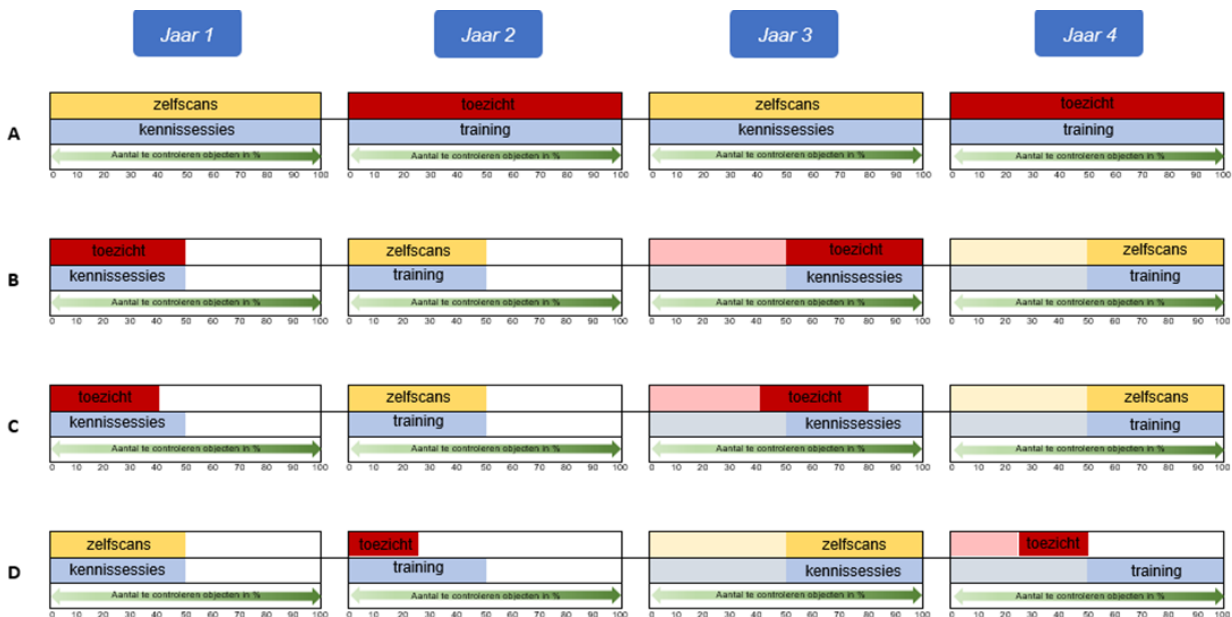 Jaar 1 Jaar 2 Jaar 3 Jaar 4
zelfscans toezicht zelfscans toezicht
A
kennissessies training kennissessies training
Aantal te controleren objecten in % Aantal te controleren objecten in % Aantal te controleren objecten in % Aantal te controleren objecten in %
0 10 20 30 40 50 60 70 80 90 100 0 10 20 30 40 50 60 70 80 90 100 0 10 20 30 40 50 60 70 80 90 100 0 10 20 30 40 50 60 70 80 90 100
toezicht zelfscans toezicht zelfscans
B
kennissessies training kennissessies training
Aantal te controleren objecten in % Aantal te controleren objecten in % Aantal te controleren objecten in % Aantal te controleren objecten in %
0 10 20 30 40 50 60 70 80 90 100 0 10 20 30 40 50 60 70 80 90 100 0 10 20 30 40 50 60 70 80 90 100 0 10 20 30 40 50 60 70 80 90 100
toezicht zelfscans toezicht zelfscans
C
kennissessies training kennissessies training
Aantal te controleren objecten in % Aantal te controleren objecten in % Aantal te controleren objecten in % Aantal te controleren objecten in %
0 10 20 30 40 50 60 70 80 90 100 0 10 20 30 40 50 60 70 80 90 100 0 10 20 30 40 50 60 70 80 90 100 0 10 20 30 40 50 60 70 80 90 100
zelfscans toezicht zelfscans toezicht
D
kennissessies training kennissessies training
Aantal te controleren objecten in % Aantal te controleren objecten in % Aantal te controleren objecten in % Aantal te controleren objecten in %
0 10 20 30 40 50 60 70 80 90 100 0 10 20 30 40 50 60 70 80 90 100 0 10 20 30 40 50 60 70 80 90 100 0 10 20 30 40 50 60 70 80 90 100